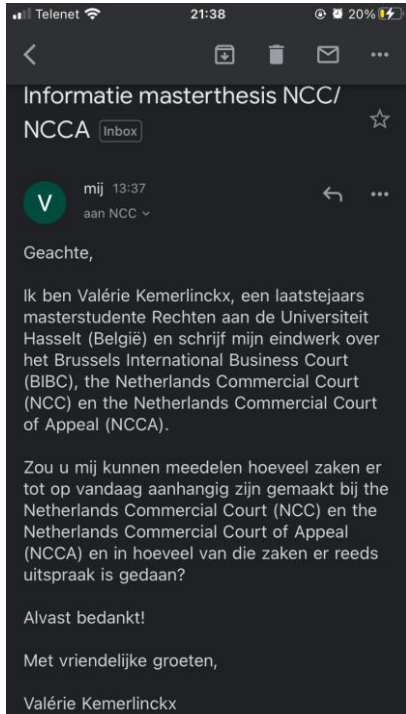 Telenet 21:38 20%
Informatie masterthesis NCC/
NCCA Inbox
V
mij 13:37
aan NCC
Geachte,
Ik ben Valérie Kemerlinckx, een laatstejaars
masterstudente Rechten aan de Universiteit
Hasselt (België) en schrijf mijn eindwerk over
het Brussels International Business Court
(BIBC), the Netherlands Commercial Court
(NCC) en the Netherlands Commercial Court
of Appeal (NCCA).
Zou u mij kunnen meedelen hoeveel zaken er
tot op vandaag aanhangig zijn gemaakt bij the
Netherlands Commercial Court (NCC) en the
Netherlands Commercial Court of Appeal
(NCCA) en in hoeveel van die zaken er reeds
uitspraak is gedaan?
Alvast bedankt!
Met vriendelijke groeten,
Valérie Kemerlinckx